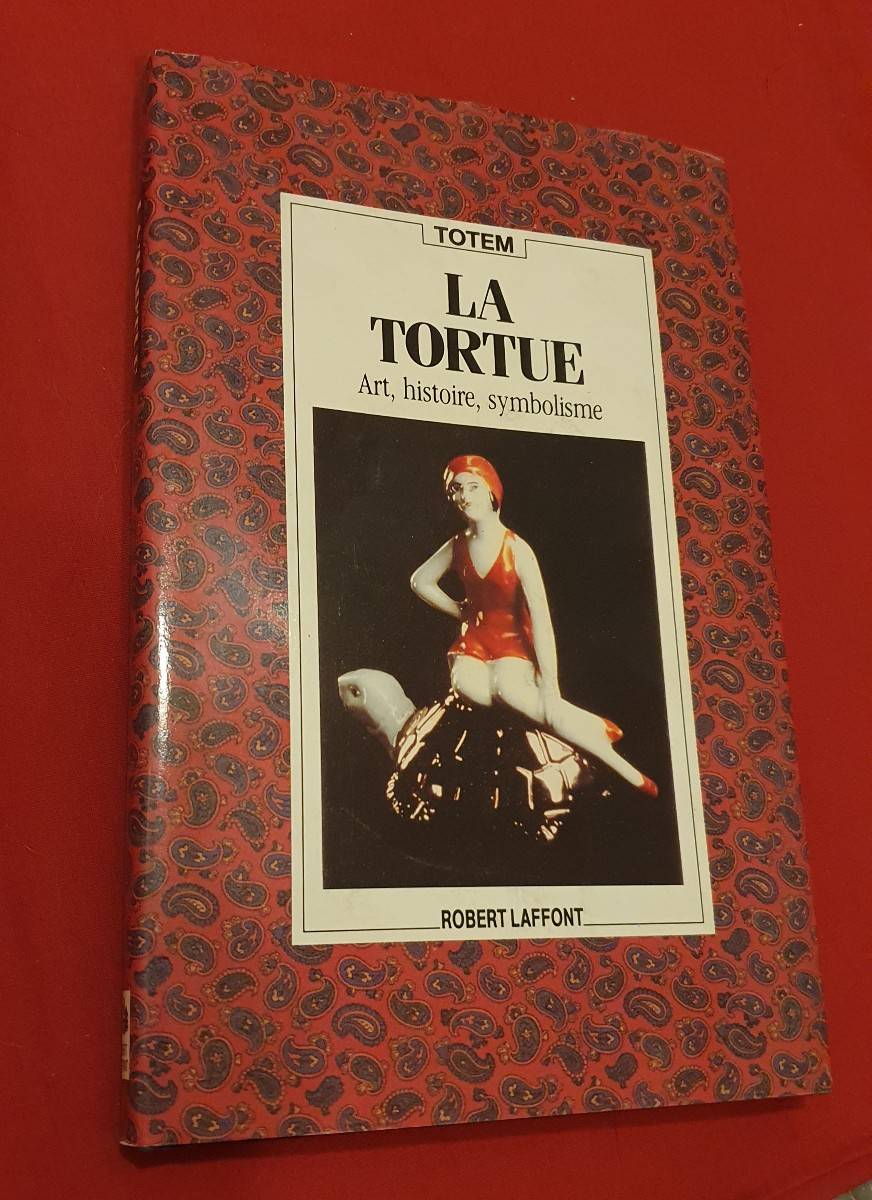 TOTEM
LA
TORTUE
Art, histoire, symbolisme
ROBERT LAFFONT